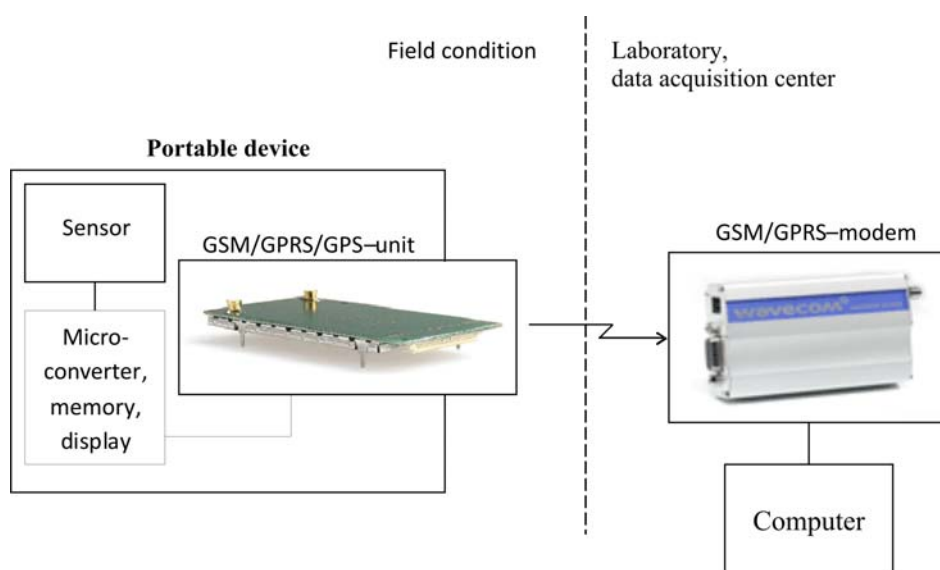 Field condition
Laboratory,
data acquisition center
Portable device
Sensor
GSM/GPRS/GPS–unit
Micro-
converter,
memory,
display
GSM/GPRS–modem
wavecom
Computer